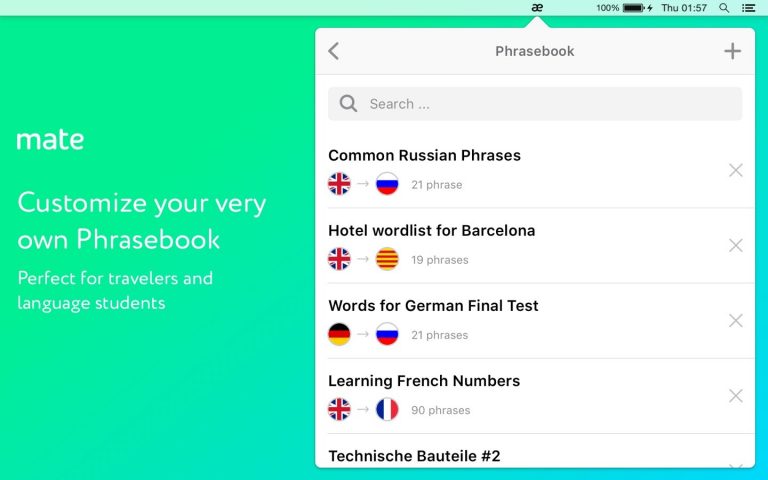 æ 100% Thu 01:57
Phrasebook
Search ...
mate
Customize your very
own Phrasebook
Perfect for travelers and
language students
Common Russian Phrases
21 phrase
Hotel wordlist for Barcelona
19 phrases
Words for German Final Test
21 phrases
Learning French Numbers
90 phrases
Technische Bauteile #2